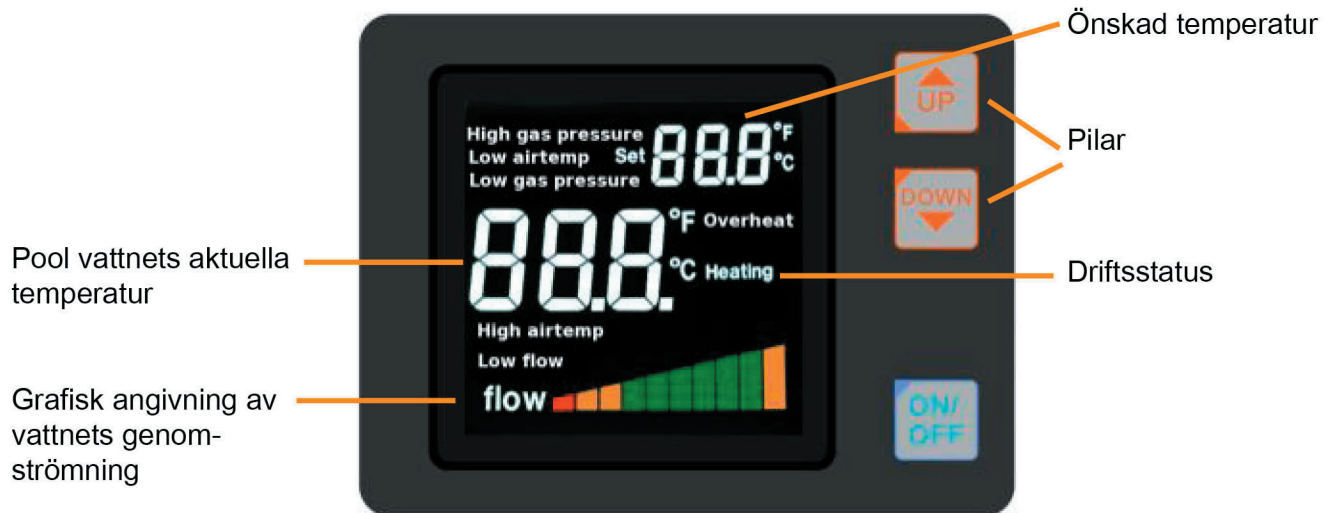 Önskad temperatur
UP
High gas pressure
Low airtemp Set 88.8 °F
°C
Low gas pressure
Pilar
DOWN
88.8. °F Overheat
Pool vattnets aktuella
temperatur
°C Heating
Driftsstatus
High airtemp
Low flow
flow
Grafisk angivning av
vattnets genom-
strömning
ON/
OFF